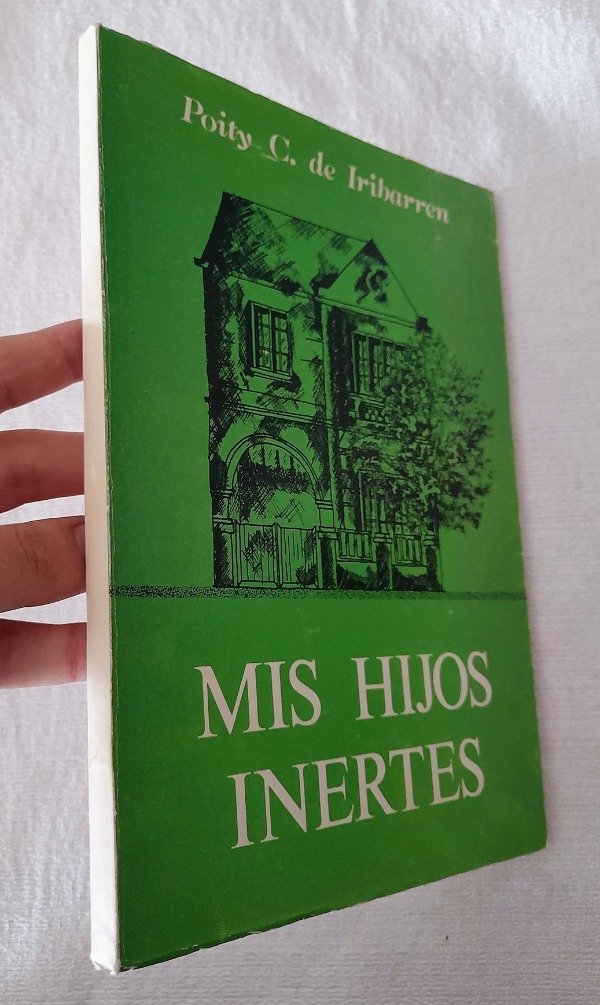 Poity C. de Iribarren
MIS HIJOS
INERTES